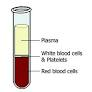 Plasma
White blood cells
& Platelets
Red blood cells